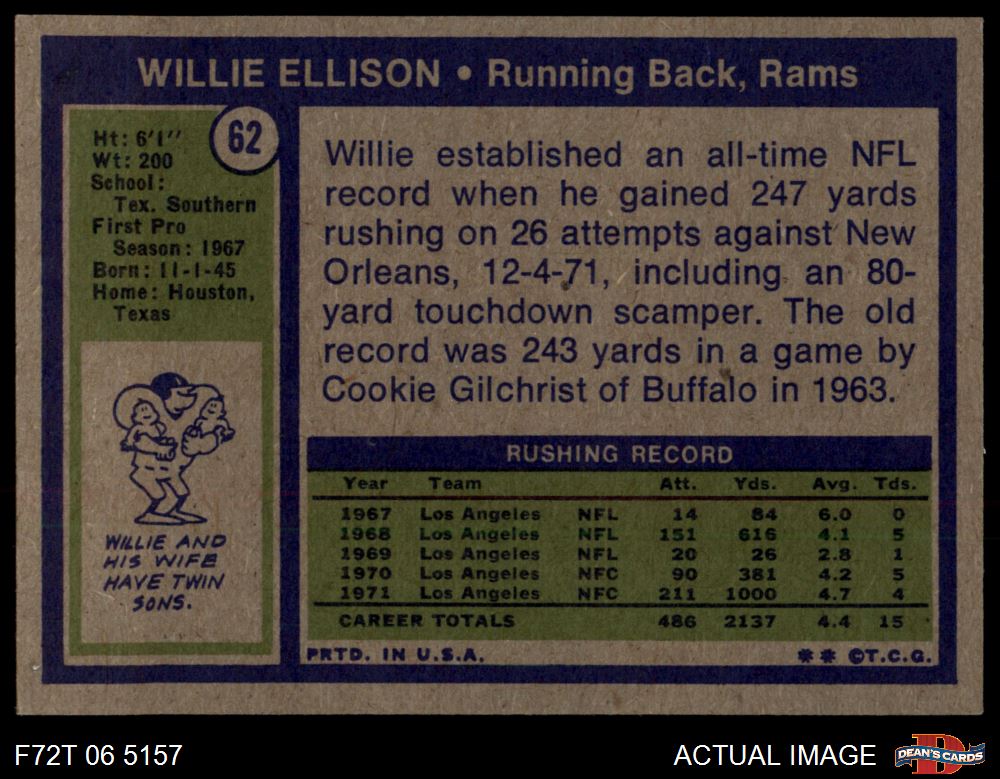 WILLIE ELLISON • Running Back, Rams
62
Ht: 6'1''
Wt: 200
School:
Tex. Southern
First Pro
Season: 1967
Born: 11-1-45
Home: Houston,
Texas
WILLIE AND
HIS WIFE
HAVE TWIN
SONS.
Willie established an all-time NFL
record when he gained 247 yards
rushing on 26 attempts against New
Orleans, 12-4-71, including an 80-
yard touchdown scamper. The old
record was 243 yards in a game by
Cookie Gilchrist of Buffalo in 1963.
RUSHING RECORD
Year Team Att. Yds. Avg. Tds.
1967 Los Angeles NFL 14 84 6.0 0
1968 Los Angeles NFL 151 616 4.1 5
1969 Los Angeles NFL 20 26 2.8 1
1970 Los Angeles NFC 90 381 4.2 5
1971 Los Angeles NFC 211 1000 4.7 4
CAREER TOTALS 486 2137 4.4 15
PRTD. IN U.S.A. ** ©T.C.G.
F72T 06 5157 ACTUAL IMAGE D DEAN'S CARDS